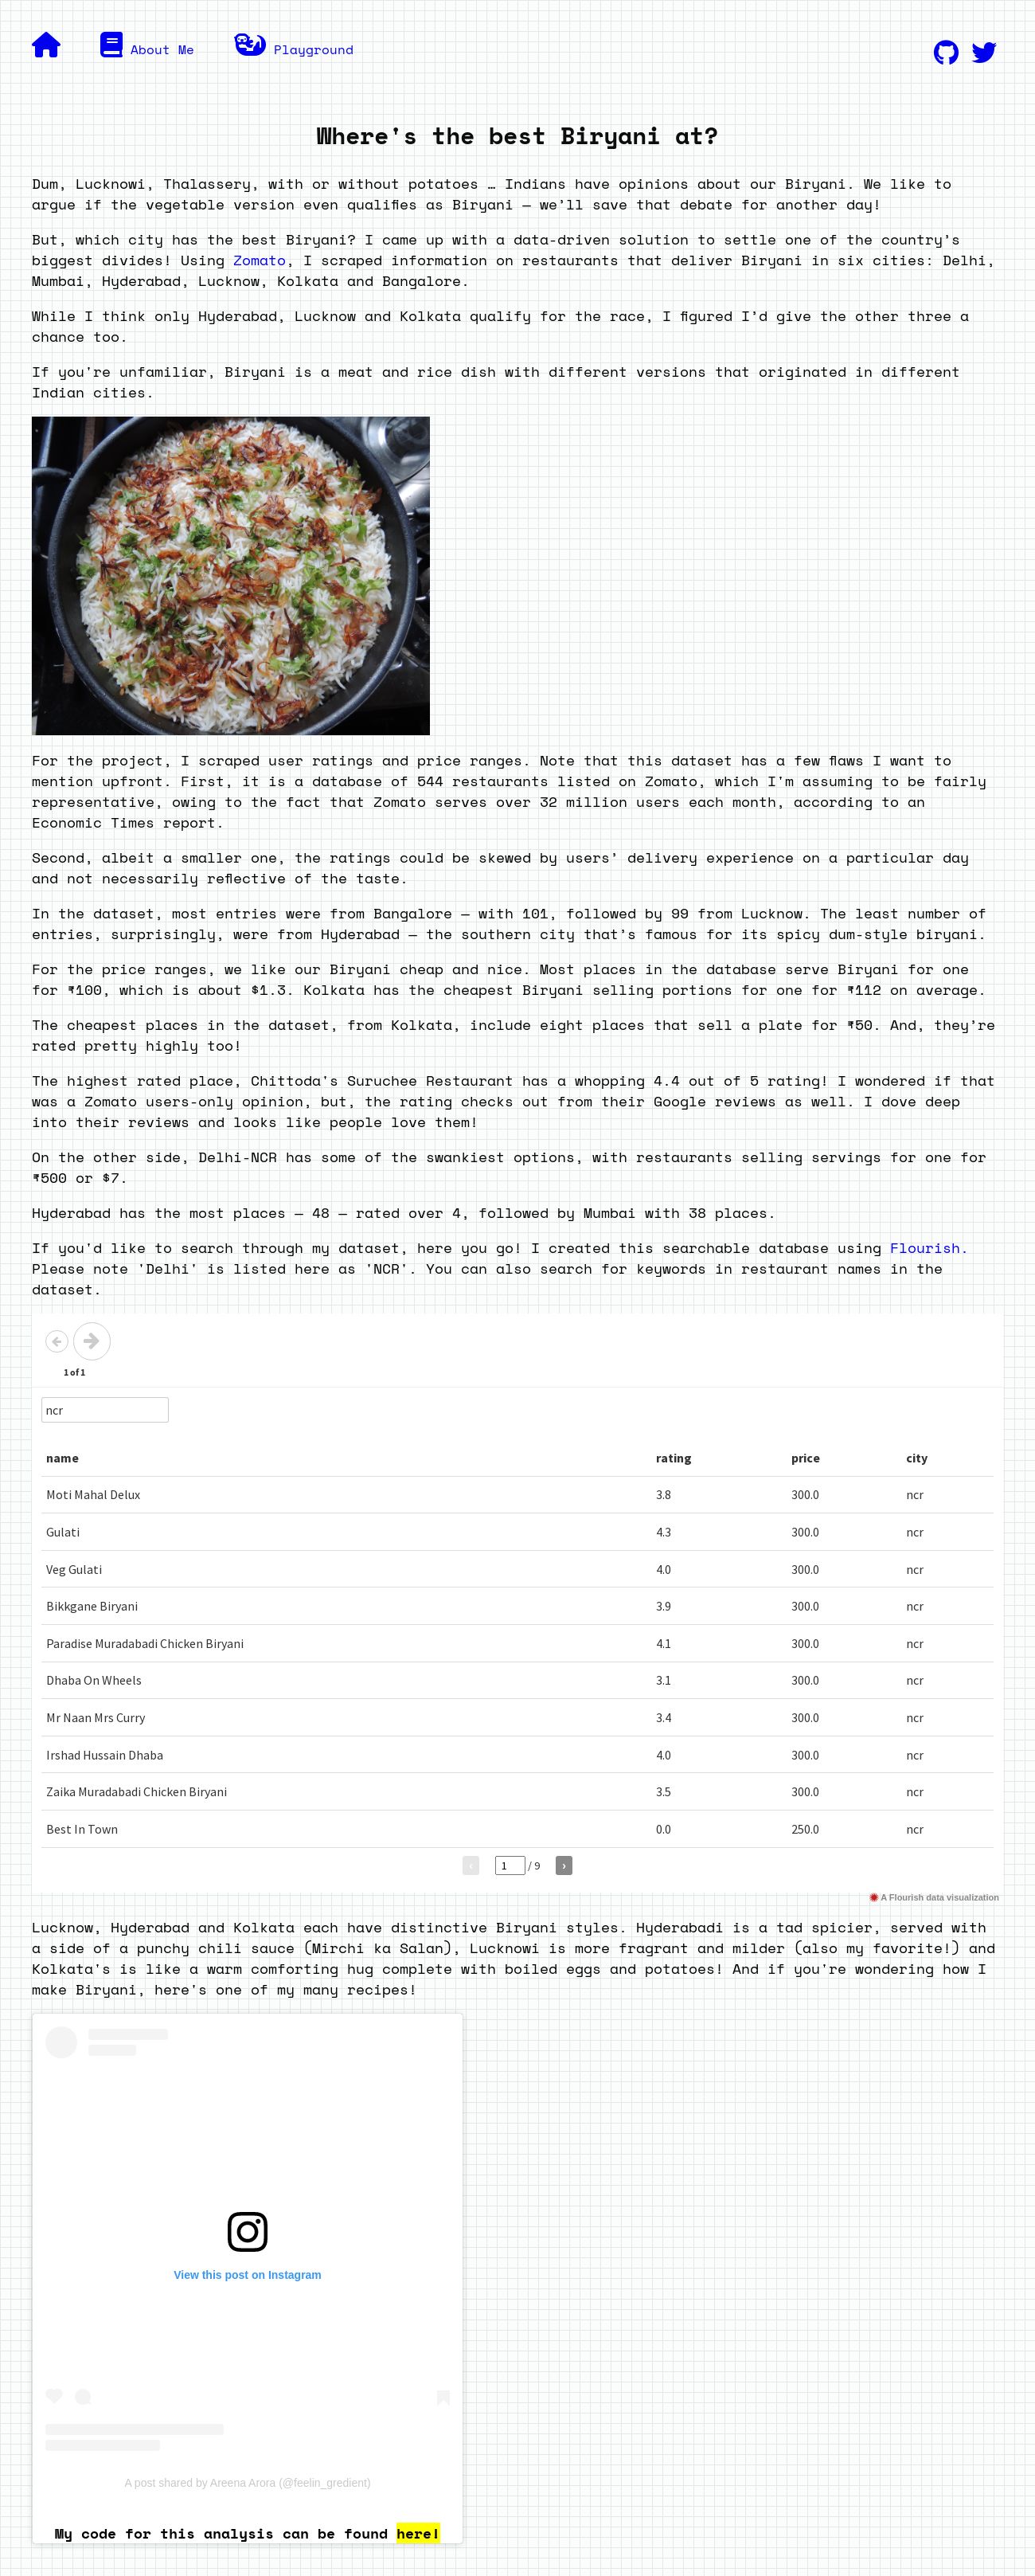 About Me Playground
Where's the best Biryani at?
Dum, Lucknowi, Thalassery, with or without potatoes … Indians have opinions about our Biryani. We like to
argue if the vegetable version even qualifies as Biryani — we’ll save that debate for another day!
But, which city has the best Biryani? I came up with a data-driven solution to settle one of the country’s
biggest divides! Using Zomato, I scraped information on restaurants that deliver Biryani in six cities: Delhi,
Mumbai, Hyderabad, Lucknow, Kolkata and Bangalore.
While I think only Hyderabad, Lucknow and Kolkata qualify for the race, I figured I’d give the other three a
chance too.
If you're unfamiliar, Biryani is a meat and rice dish with different versions that originated in different
Indian cities.
For the project, I scraped user ratings and price ranges. Note that this dataset has a few flaws I want to
mention upfront. First, it is a database of 544 restaurants listed on Zomato, which I'm assuming to be fairly
representative, owing to the fact that Zomato serves over 32 million users each month, according to an
Economic Times report.
Second, albeit a smaller one, the ratings could be skewed by users’ delivery experience on a particular day
and not necessarily reflective of the taste.
In the dataset, most entries were from Bangalore — with 101, followed by 99 from Lucknow. The least number of
entries, surprisingly, were from Hyderabad — the southern city that’s famous for its spicy dum-style biryani.
For the price ranges, we like our Biryani cheap and nice. Most places in the database serve Biryani for one
for ₹100, which is about $1.3. Kolkata has the cheapest Biryani selling portions for one for ₹112 on average.
The cheapest places in the dataset, from Kolkata, include eight places that sell a plate for ₹50. And, they’re
rated pretty highly too!
The highest rated place, Chittoda's Suruchee Restaurant has a whopping 4.4 out of 5 rating! I wondered if that
was a Zomato users-only opinion, but, the rating checks out from their Google reviews as well. I dove deep
into their reviews and looks like people love them!
On the other side, Delhi-NCR has some of the swankiest options, with restaurants selling servings for one for
₹500 or $7.
Hyderabad has the most places — 48 — rated over 4, followed by Mumbai with 38 places.
If you'd like to search through my dataset, here you go! I created this searchable database using Flourish.
Please note 'Delhi' is listed here as 'NCR'. You can also search for keywords in restaurant names in the
dataset.
1 of 1
ncr
name rating price city
Moti Mahal Delux 3.8 300.0 ncr
Gulati 4.3 300.0 ncr
Veg Gulati 4.0 300.0 ncr
Bikkgane Biryani 3.9 300.0 ncr
Paradise Muradabadi Chicken Biryani 4.1 300.0 ncr
Dhaba On Wheels 3.1 300.0 ncr
Mr Naan Mrs Curry 3.4 300.0 ncr
Irshad Hussain Dhaba 4.0 300.0 ncr
Zaika Muradabadi Chicken Biryani 3.5 300.0 ncr
Best In Town 0.0 250.0 ncr
‹ 1 / 9 ›
A Flourish data visualization
Lucknow, Hyderabad and Kolkata each have distinctive Biryani styles. Hyderabadi is a tad spicier, served with
a side of a punchy chili sauce (Mirchi ka Salan), Lucknowi is more fragrant and milder (also my favorite!) and
Kolkata's is like a warm comforting hug complete with boiled eggs and potatoes! And if you're wondering how I
make Biryani, here's one of my many recipes!
View this post on Instagram
A post shared by Areena Arora (@feelin_gredient)
My code for this analysis can be found here!